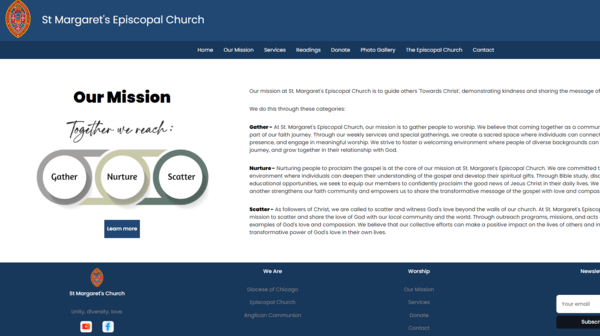 St Margaret's Episcopal Church
Home Our Mission Services Readings Donate Photo Gallery The Episcopal Church Contact
Our Mission
Together we reach:
Gather Nurture Scatter
Learn more
Our mission at St. Margaret's Episcopal Church is to guide others 'Towards Christ', demonstrating kindness and sharing the message of
We do this through these categories:
Gather - At St. Margaret's Episcopal Church, our mission is to gather people to worship. We believe that coming together as a commun
part of our faith journey. Through our weekly services and special gatherings, we create a sacred space where individuals can connec
presence, and engage in meaningful worship. We strive to foster a welcoming environment where people of diverse backgrounds can
journey, and grow together in their relationship with God.
Nurture - Nurturing people to proclaim the gospel is at the core of our mission at St. Margaret's Episcopal Church. We are committed t
environment where individuals can deepen their understanding of the gospel and develop their spiritual gifts. Through Bible study, disc
educational opportunities, we seek to equip our members to confidently proclaim the good news of Jesus Christ in their daily lives. We
another strengthens our faith community and empowers us to share the transformative message of the gospel with love and compas
Scatter - As followers of Christ, we are called to scatter and witness God's love beyond the walls of our church. At St. Margaret's Episc
mission to scatter and share the love of God with our local community and the world. Through outreach programs, missions, and acts
examples of God's love and compassion. We believe that our collective efforts can make a positive impact on the lives of others and in
transformative power of God's love in their own lives.
St Margaret's Church
Unity, diversity, love
We Are
Diocese of Chicago
Episcopal Church
Anglican Communion
Worship
Our Mission
Services
Donate
Contact
Newsle
Your email
Subscr